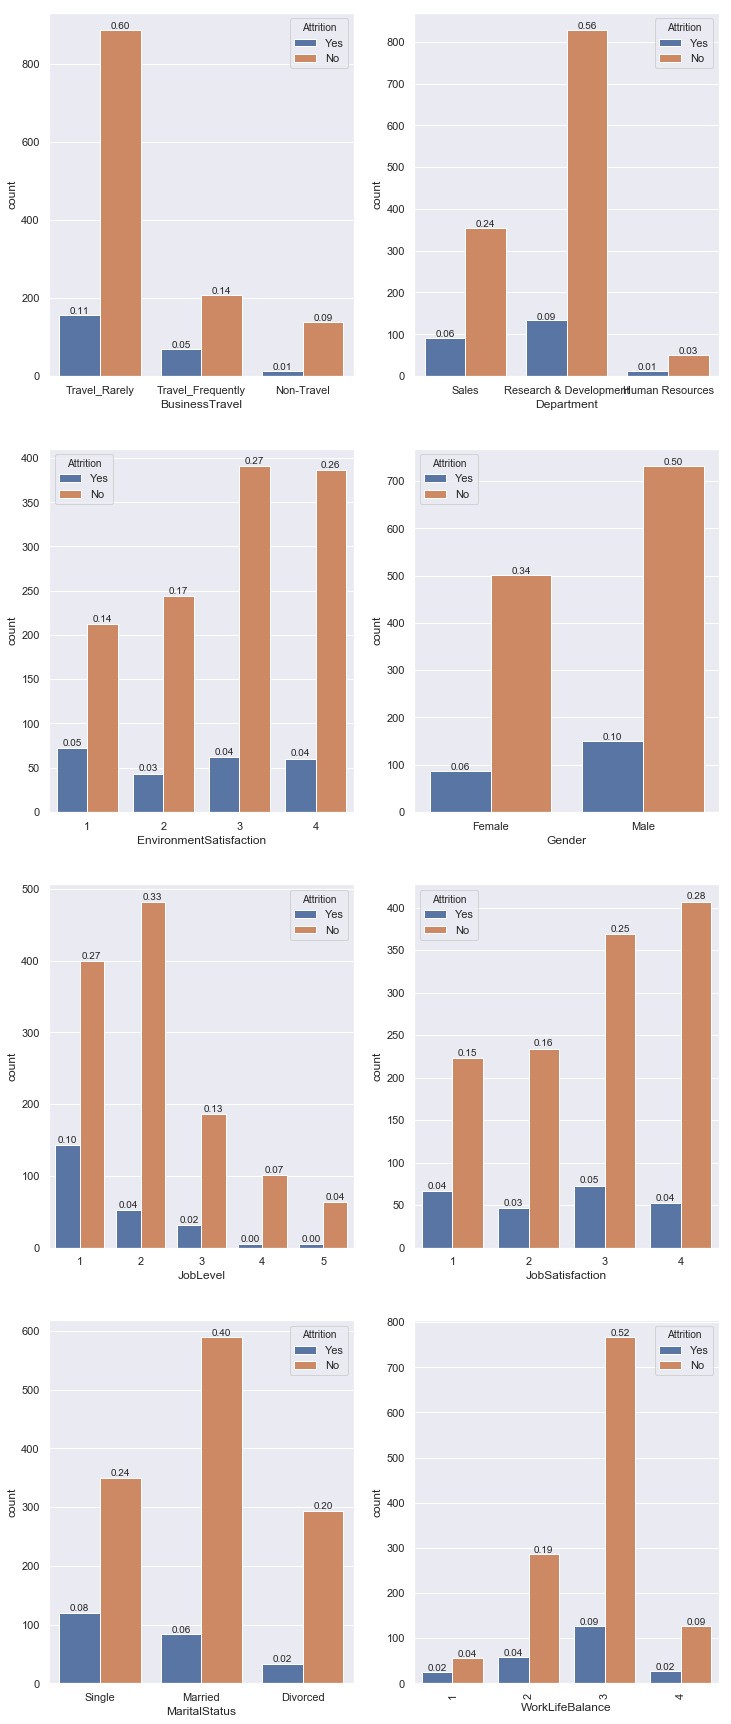 0.60
Attrition
Yes
No
800
600
400
200
0
count
0.11
0.05
0.14
0.01
0.09
Travel_Rarely
Travel_Frequently
Non-Travel
BusinessTravel
0.56
Attrition
Yes
No
800
700
600
500
400
300
200
100
0
count
0.06
0.24
0.09
0.01
0.03
Sales
Research & Development
Human Resources
Department
Attrition
Yes
No
400
350
300
250
200
150
100
50
0
count
0.05
0.14
0.03
0.17
0.04
0.27
0.04
0.26
1
2
3
4
EnvironmentSatisfaction
Attrition
Yes
No
700
600
500
400
300
200
100
0
count
0.06
0.34
0.10
0.50
Female
Male
Gender
Attrition
Yes
No
500
400
300
200
100
0
count
0.10
0.27
0.04
0.33
0.02
0.13
0.00
0.07
0.00
0.04
1
2
3
4
5
JobLevel
Attrition
Yes
No
400
350
300
250
200
150
100
50
0
count
0.04
0.15
0.03
0.16
0.05
0.25
0.04
0.28
1
2
3
4
JobSatisfaction
Attrition
Yes
No
600
500
400
300
200
100
0
count
0.08
0.24
0.06
0.40
0.02
0.20
Single
Married
Divorced
MaritalStatus
Attrition
Yes
No
800
700
600
500
400
300
200
100
0
count
0.02
0.04
0.04
0.19
0.09
0.52
0.02
0.09
1
2
3
4
WorkLifeBalance